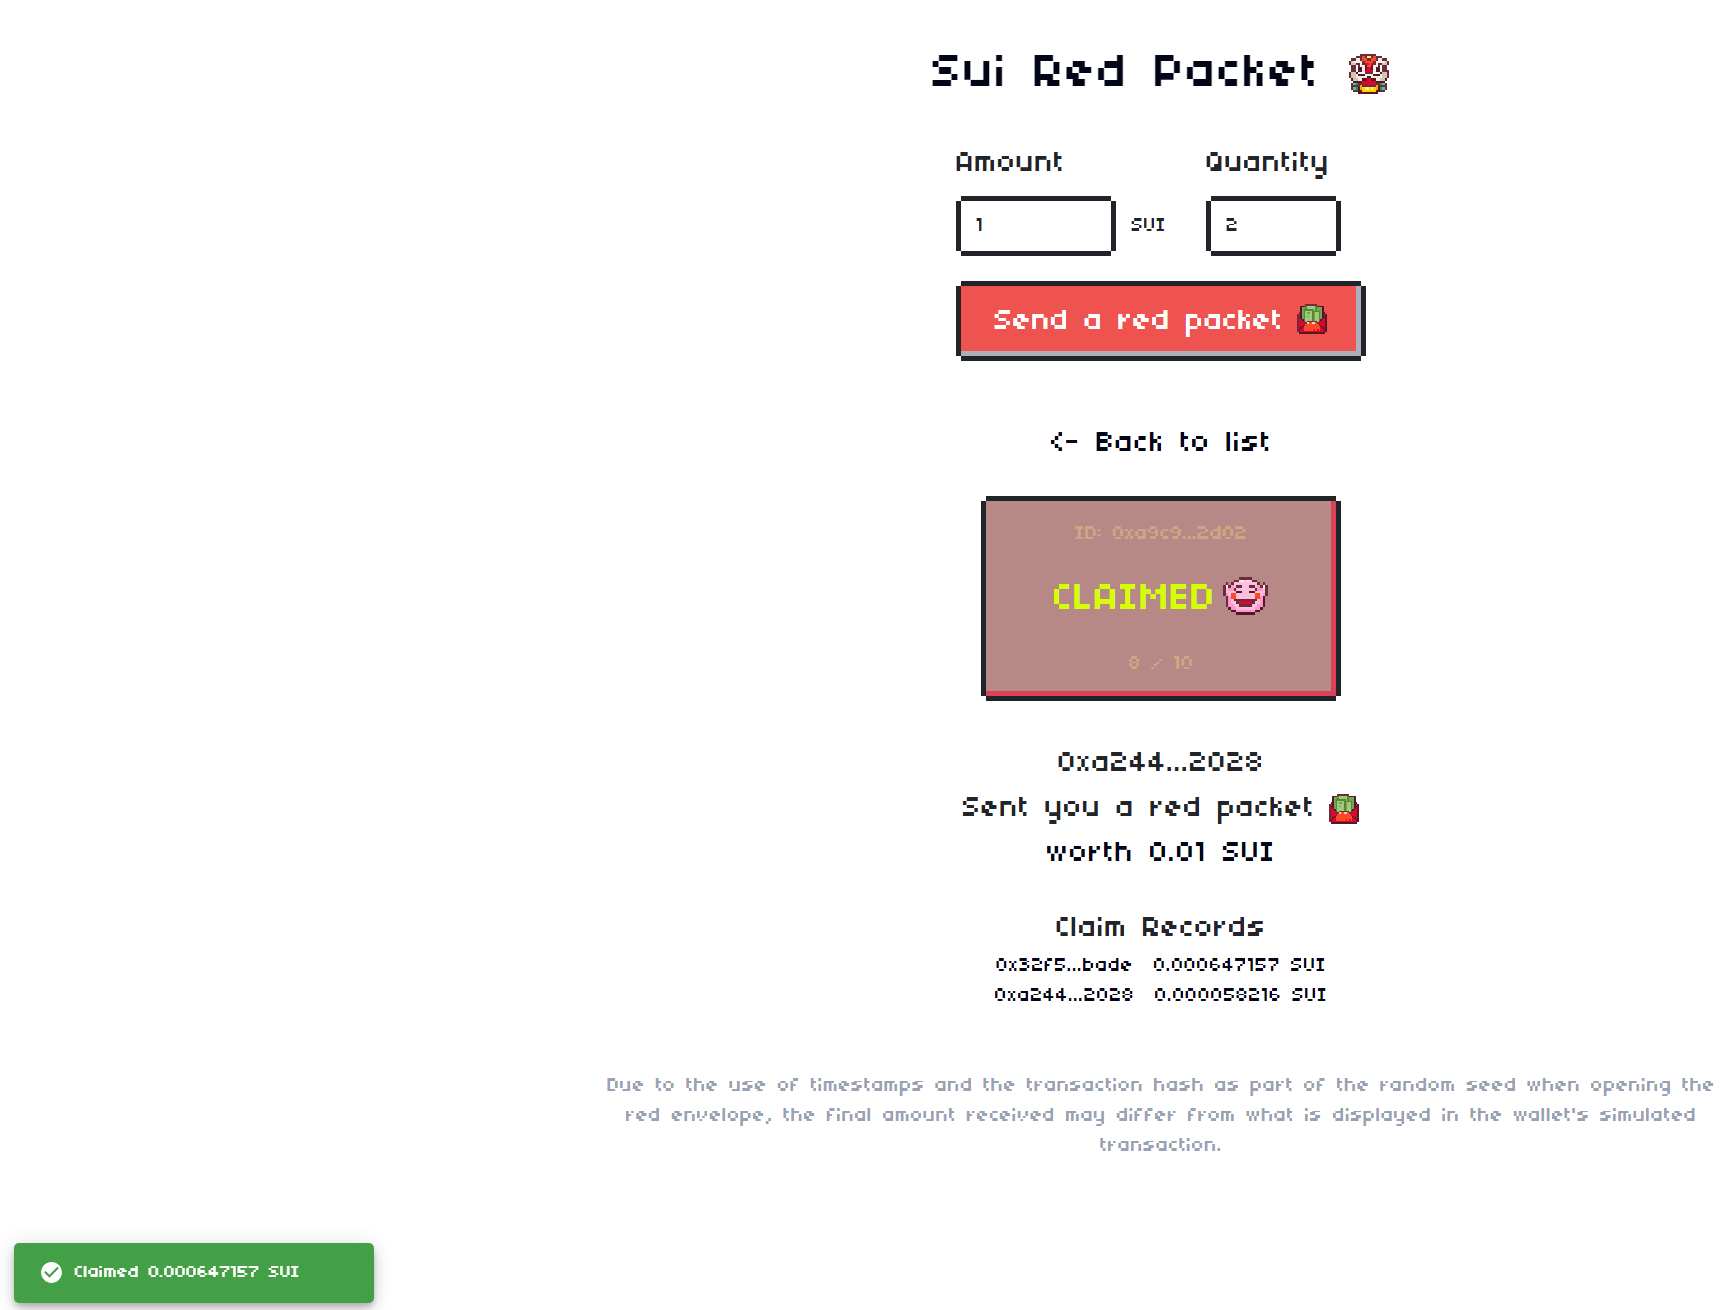 Sui Red Packet
Amount
Quantity
1
SUI
2
Send a red packet
<- Back to list
ID: 0xa9c9...2d02
CLAIMED
8 / 10
0xa244...2028
Sent you a red packet
worth 0.01 SUI
Claim Records
0x32f5...bade 0.000647157 SUI
0xa244...2028 0.000058216 SUI
Due to the use of timestamps and the transaction hash as part of the random seed when opening the
red envelope, the final amount received may differ from what is displayed in the wallet's simulated
transaction.
Claimed 0.000647157 SUI